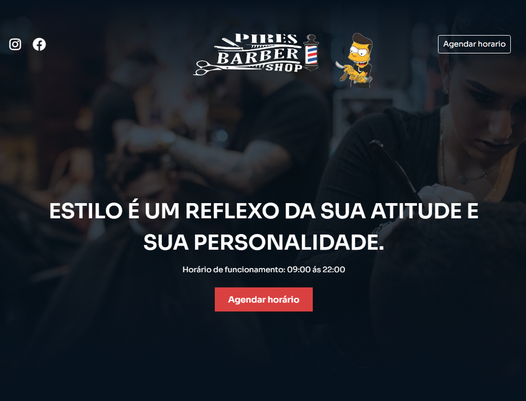 PIRES
BARBER
SHOP
Agendar horario
ESTILO É UM REFLEXO DA SUA ATITUDE E
SUA PERSONALIDADE.
Horário de funcionamento: 09:00 ás 22:00
Agendar horário